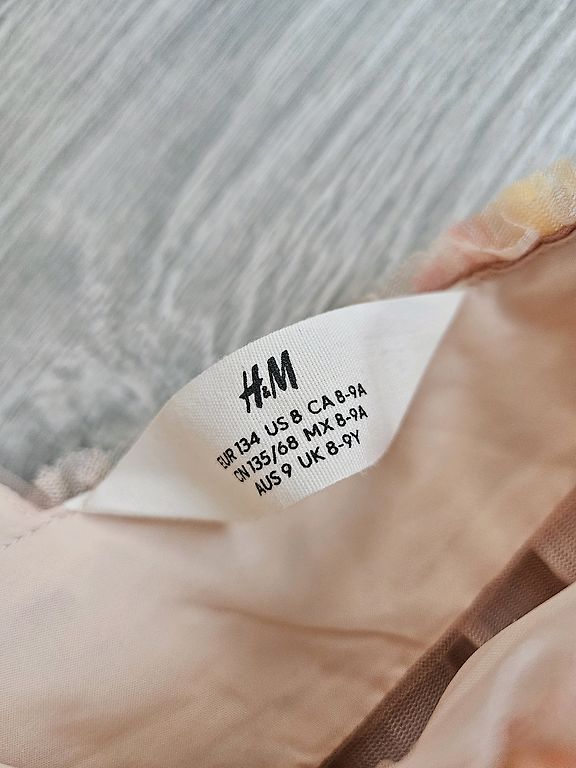 H&M
EUR 134 US 8 CA 8-9A
CN 135/68 MX 8-9A
AUS 9 UK 8-9Y